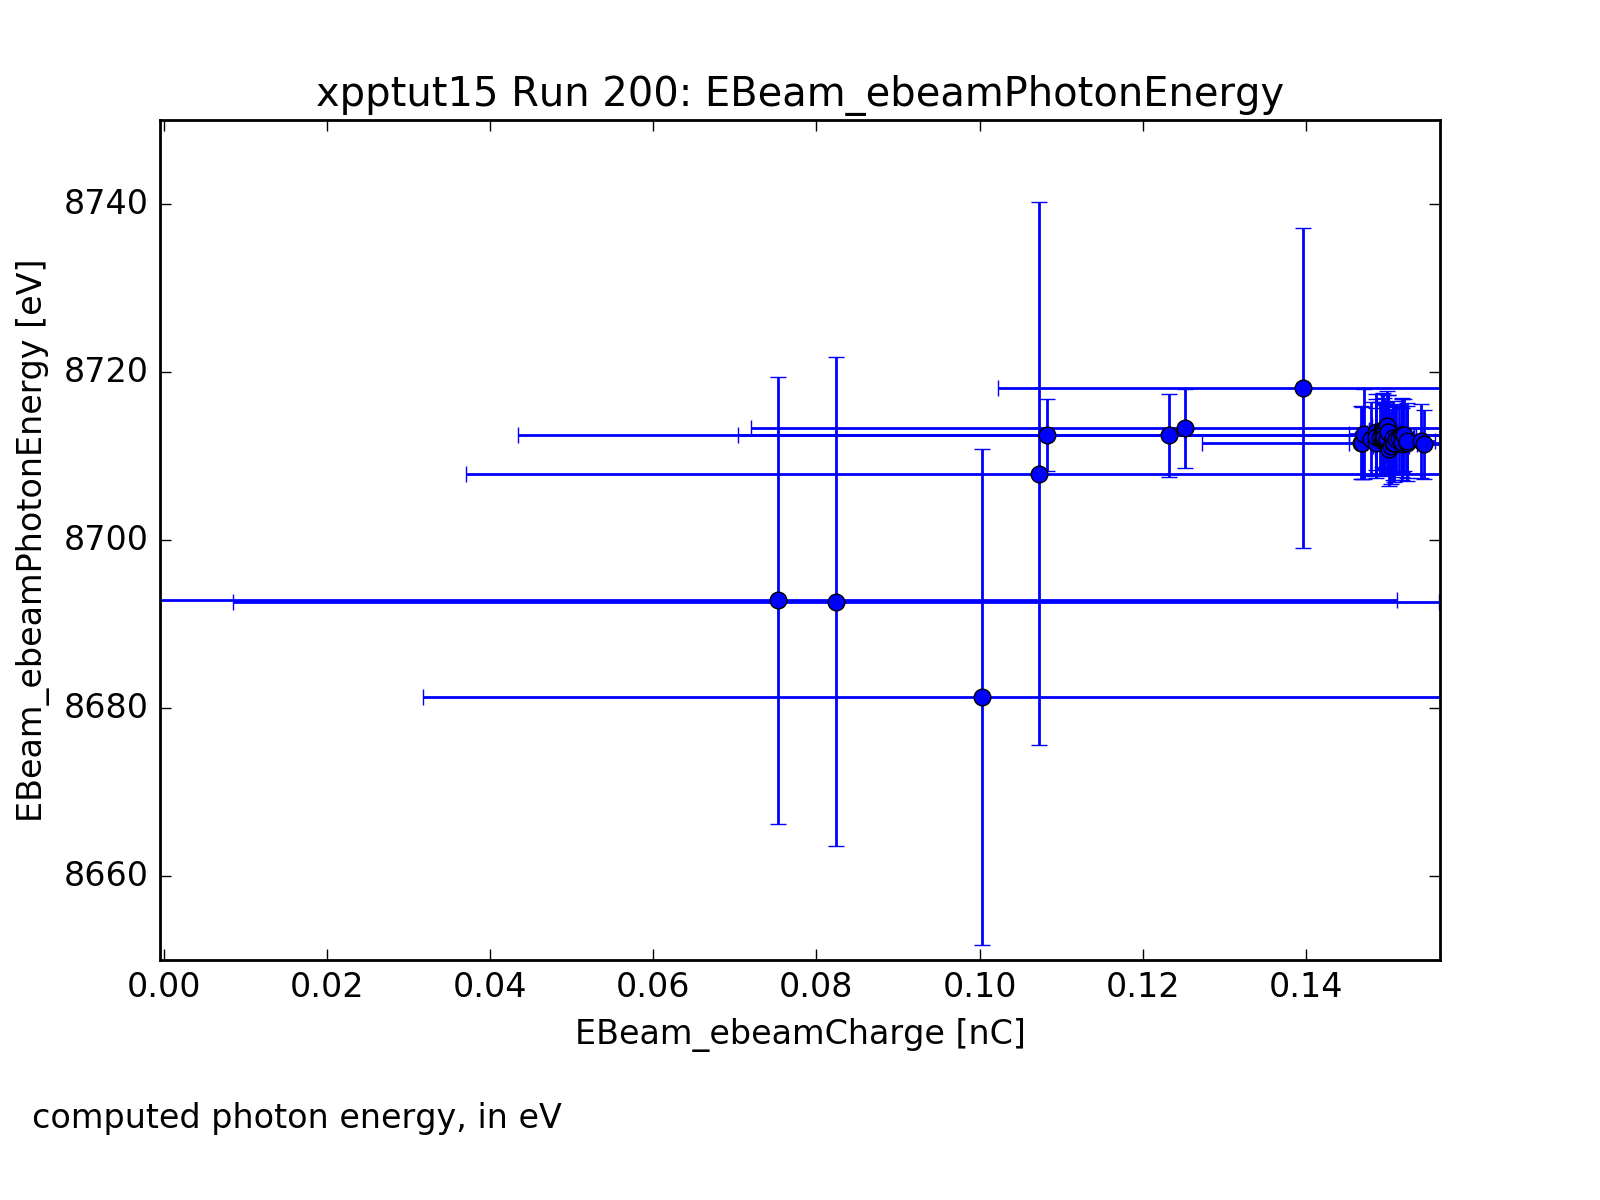 xpptut15 Run 200: EBeam_ebeamPhotonEnergy
EBeam_ebeamPhotonEnergy [eV]
8740
8720
8700
8680
8660
0.00 0.02 0.04 0.06 0.08 0.10 0.12 0.14
EBeam_ebeamCharge [nC]
computed photon energy, in eV